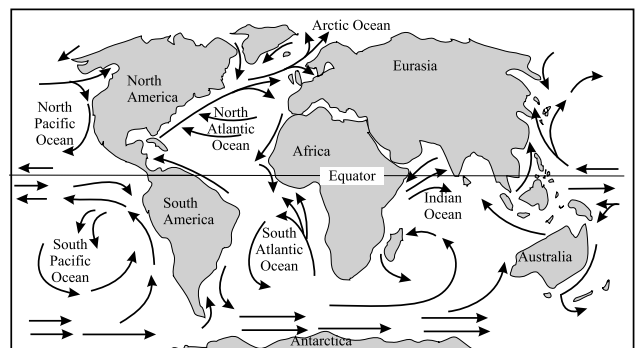 Arctic Ocean
Eurasia
North
America
North
Pacific
Ocean
North
Atlantic
Ocean
Africa
Equator
Indian
Ocean
South
America
South
Atlantic
Ocean
South
Pacific
Ocean
Australia
Antarctica